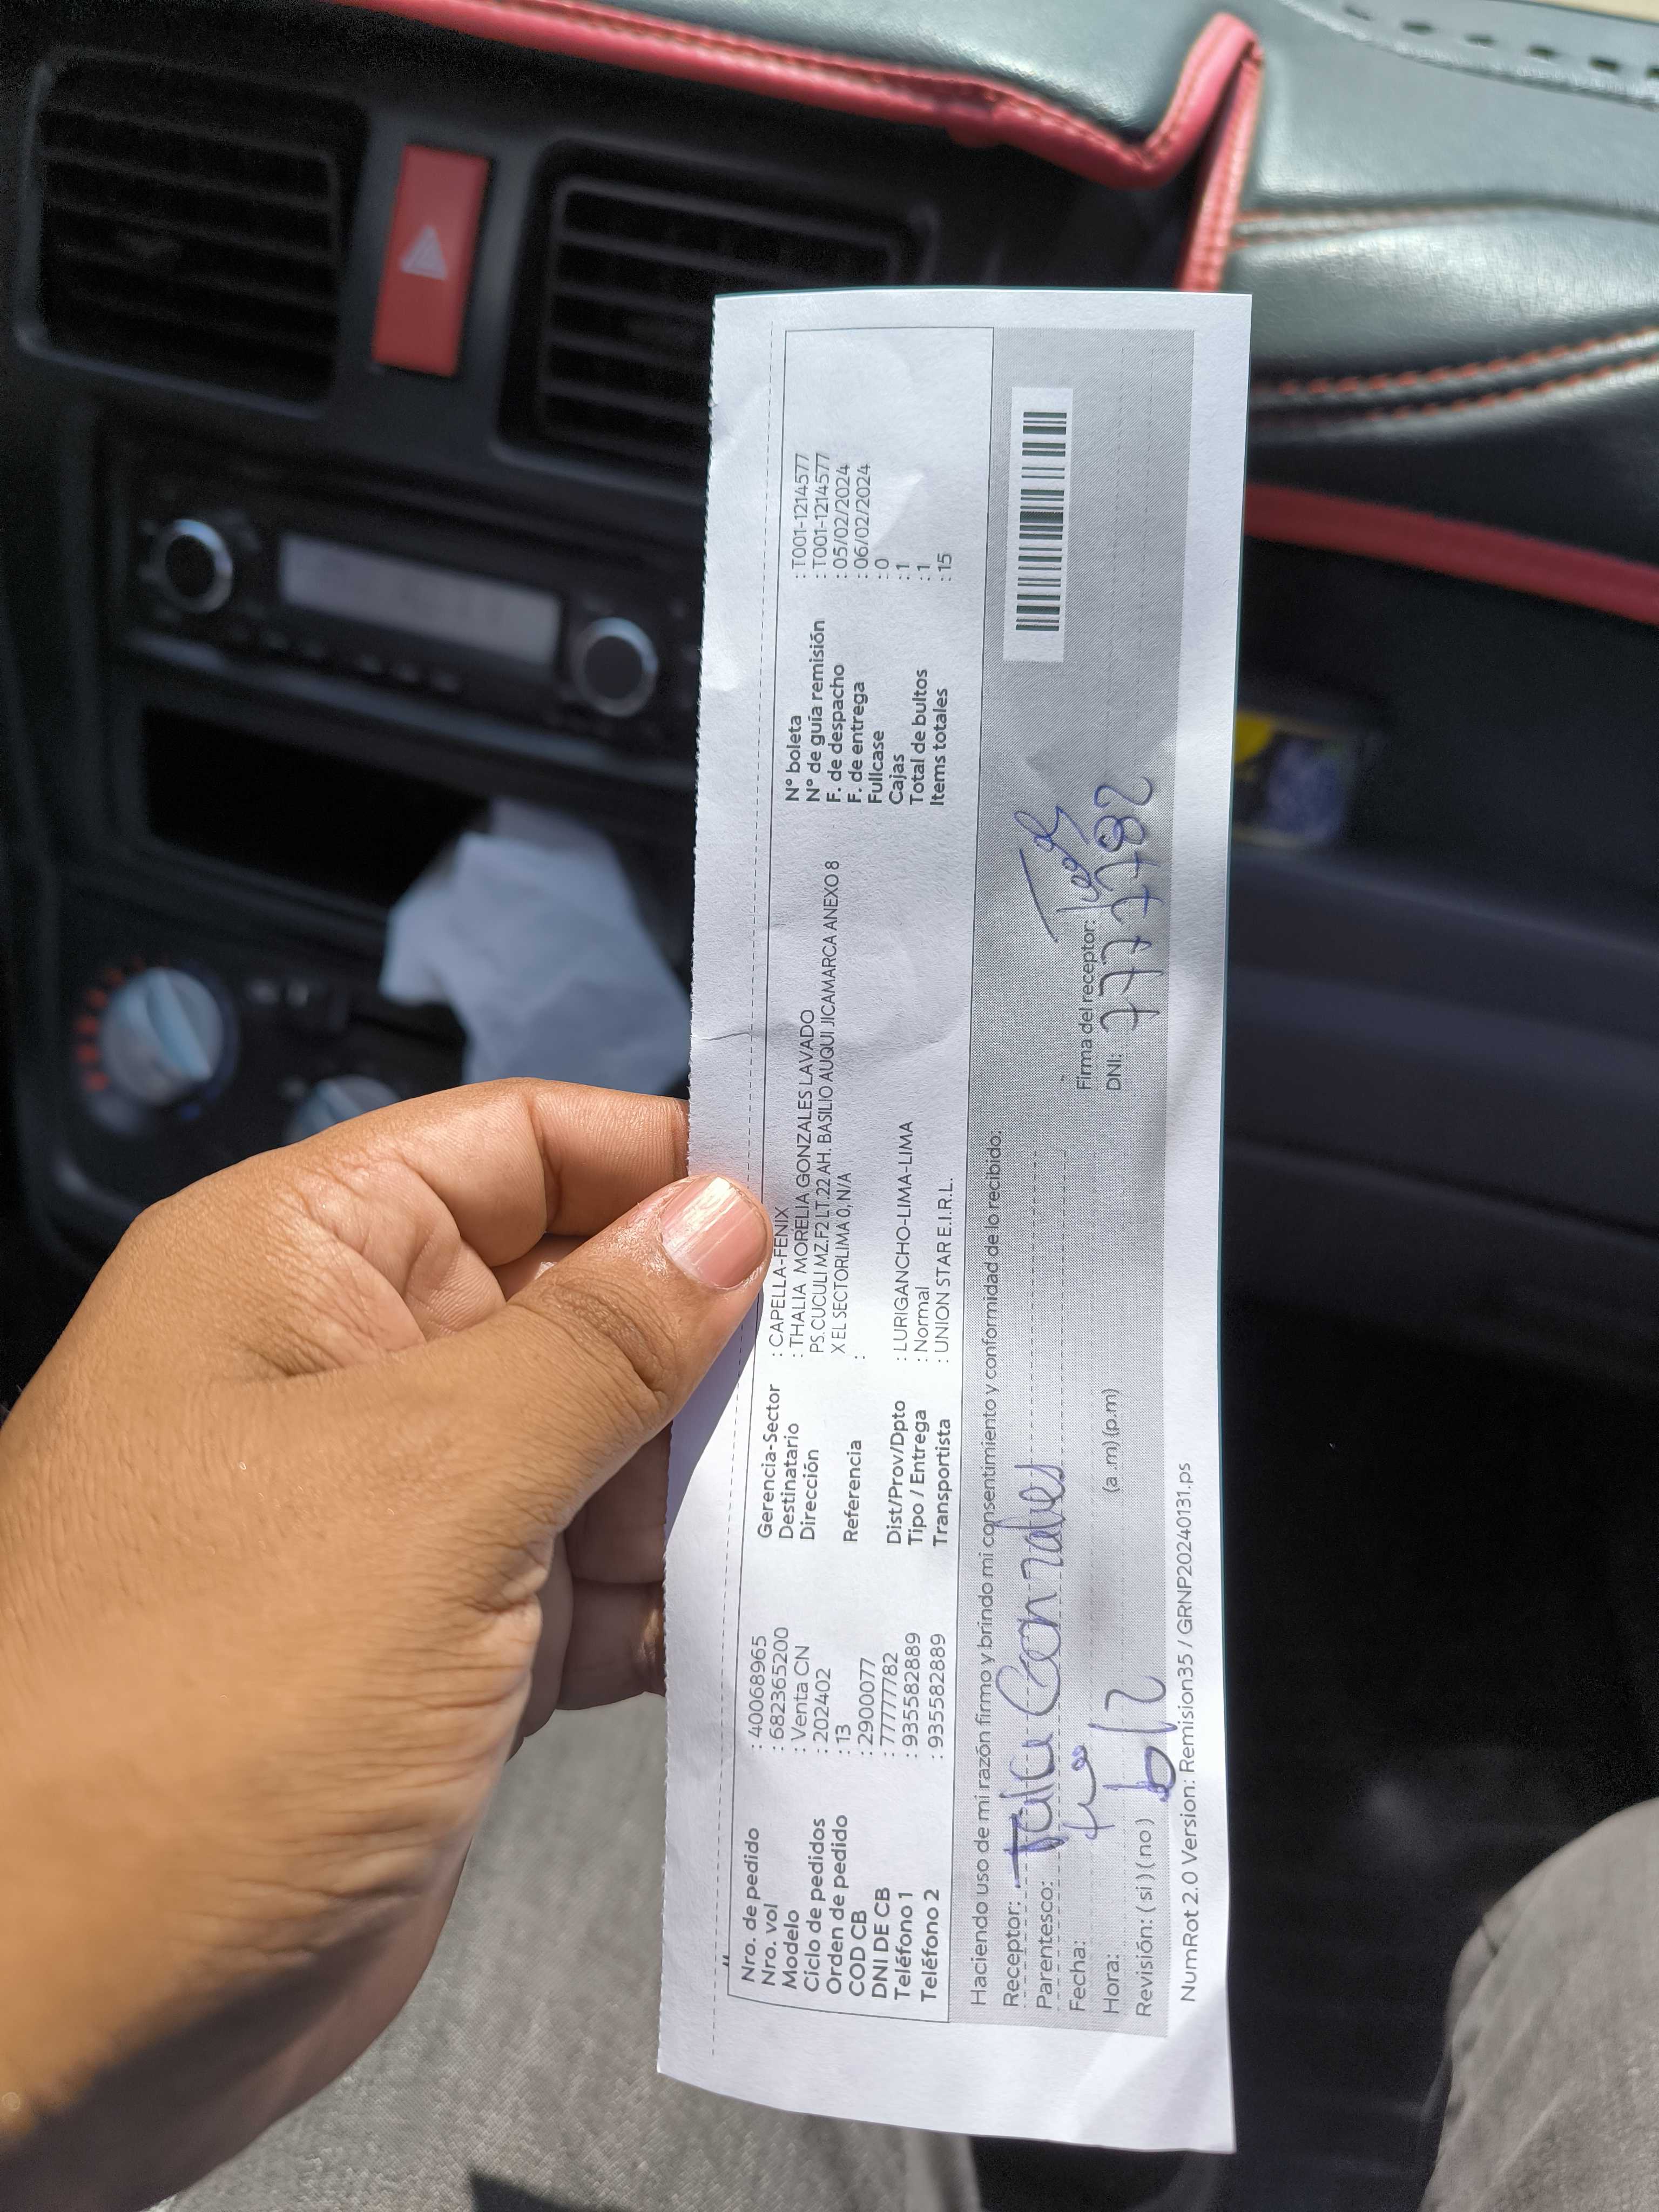 Nro. de pedido : 40068965
Nro. vol : 682365200
Modelo : Venta CN
Ciclo de pedidos : 202402
Orden de pedido : 13
COD CB : 2900077
DNI DE CB : 77777782
Teléfono 1 : 935582889
Teléfono 2 : 935582889
Gerencia-Sector : CAPELLA-FENIX
Destinatario : THALIA MORELIA GONZALES LAVADO
Dirección PS.CUCULI MZ.F2 LT.22 AH. BASILIO AUQUI JICAMARCA ANEXO 8
X EL SECTORLIMA 0, N/A
Referencia :
Dist/Prov/Dpto : LURIGANCHO-LIMA-LIMA
Tipo / Entrega : Normal
Transportista : UNION STAR E.I.R.L.
N° boleta : T001-1214577
N° de guía remisión : T001-1214577
F. de despacho : 05/02/2024
F. de entrega : 06/02/2024
Fullcase : 0
Cajas : 1
Total de bultos : 1
Items totales : 15
Haciendo uso de mi razón firmo y brindo mi consentimiento y conformidad de lo recibido:
Receptor: Talia Gonzales
Parentesco:
Fecha: 6/2
Hora: (a .m) (p.m)
Revisión: ( si ) ( no )
Firma del receptor:
DNI: 77777782
NumRot 2.0 Version: Remision35 / GRNP20240131.ps